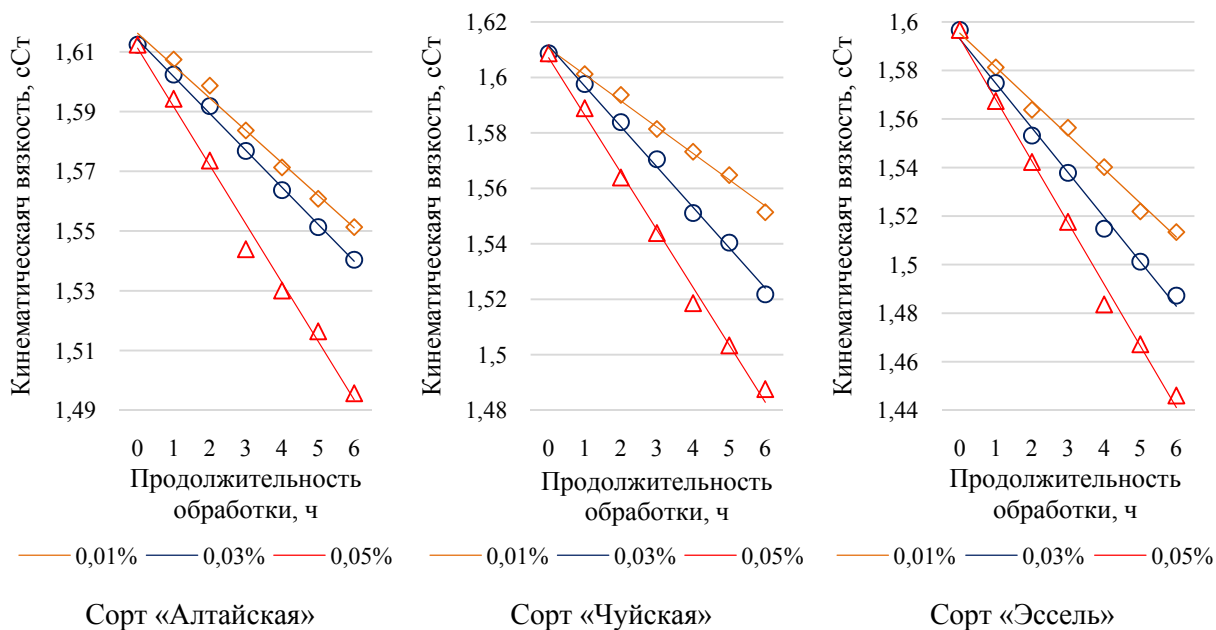 Кинематическаяч вязкость, сСт
1,61
1,59
1,57
1,55
1,53
1,51
1,49
0 1 2 3 4 5 6
Продолжительность
обработки, ч
0,01% 0,03% 0,05%
Сорт «Алтайская»
Кинематическаяч вязкость, сСт
1,62
1,6
1,58
1,56
1,54
1,52
1,5
1,48
0 1 2 3 4 5 6
Продолжительность
обработки, ч
0,01% 0,03% 0,05%
Сорт «Чуйская»
Кинематическаяч вязкость, сСт
1,6
1,58
1,56
1,54
1,52
1,5
1,48
1,46
1,44
0 1 2 3 4 5 6
Продолжительность
обработки, ч
0,01% 0,03% 0,05%
Сорт «Эссель»